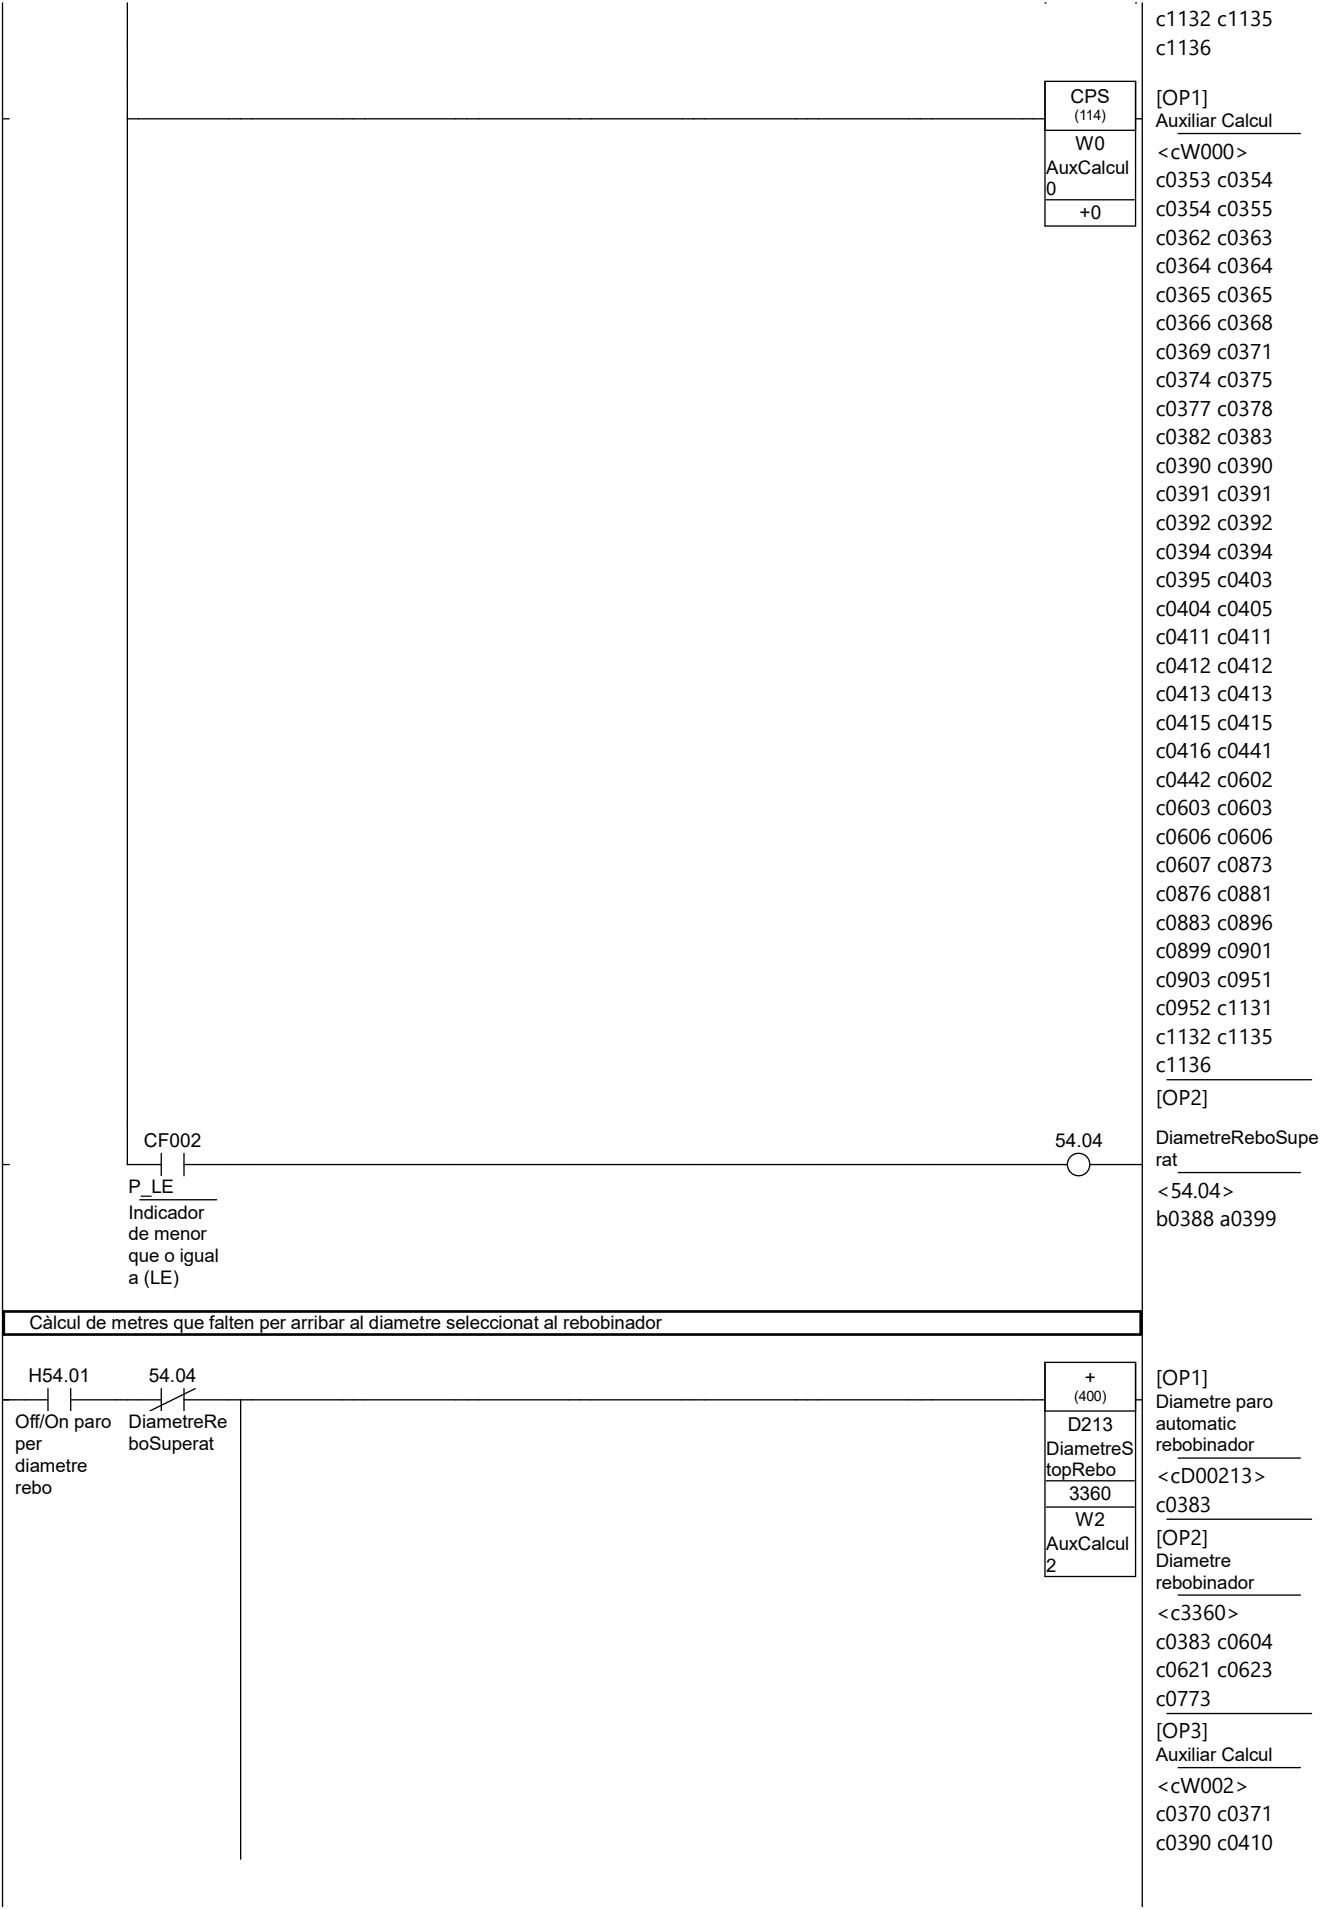 c1132 c1135
c1136
CPS
(114)
W0
AuxCalcul
0
+0
[OP1]
Auxiliar Calcul
<cW000>
c0353 c0354
c0354 c0355
c0362 c0363
c0364 c0364
c0365 c0365
c0366 c0368
c0369 c0371
c0374 c0375
c0377 c0378
c0382 c0383
c0390 c0390
c0391 c0391
c0392 c0392
c0394 c0394
c0395 c0403
c0404 c0405
c0411 c0411
c0412 c0412
c0413 c0413
c0415 c0415
c0416 c0441
c0442 c0602
c0603 c0603
c0606 c0606
c0607 c0873
c0876 c0881
c0883 c0896
c0899 c0901
c0903 c0951
c0952 c1131
c1132 c1135
c1136
[OP2]
CF002
P_LE
Indicador
de menor
que o igual
a (LE)
54.04
DiametreReboSupe
rat
<54.04>
b0388 a0399
Càlcul de metres que falten per arribar al diametre seleccionat al rebobinador
H54.01
Off/On paro
per
diametre
rebo
54.04
DiametreRe
boSuperat
+
(400)
D213
DiametreS
topRebo
3360
W2
AuxCalcul
2
[OP1]
Diametre paro
automatic
rebobinador
<cD00213>
c0383
[OP2]
Diametre
rebobinador
<c3360>
c0383 c0604
c0621 c0623
c0773
[OP3]
Auxiliar Calcul
<cW002>
c0370 c0371
c0390 c0410